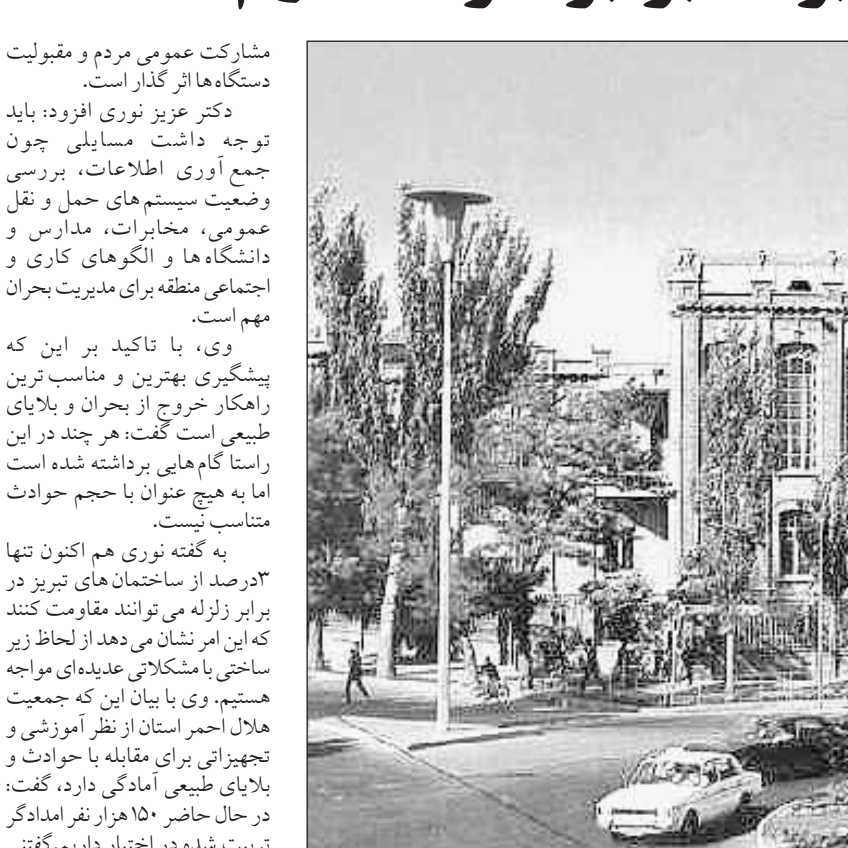 مشارکت عمومی مردم و مقبولیت
دستگاه‌ها اثر گذار است.
دکتر عزیز نوری افزود: باید
توجه داشت مسایلی چون
جمع آوری اطلاعات، بررسی
وضعیت سیستم‌های حمل و نقل
عمومی، مخابرات، مدارس و
دانشگاه‌ها و الگوهای کاری و
اجتماعی منطقه برای مدیریت بحران
مهم است.
وی، با تاکید بر این که
پیشگیری بهترین و مناسب‌ترین
راهکار خروج از بحران و بلایای
طبیعی است گفت: هر چند در این
راستا گام‌هایی برداشته شده است
اما به هیچ عنوان با حجم حوادث
متناسب نیست.
به گفته نوری هم اکنون تنها
۳درصد از ساختمان‌های تبریز در
برابر زلزله می‌توانند مقاومت کنند
که این امر نشان می‌دهد از لحاظ زیر
ساختی با مشکلاتی عدیده‌ای مواجه
هستیم. وی با بیان این که جمعیت
هلال احمر استان از نظر آموزشی و
تجهیزاتی برای مقابله با حوادث و
بلایای طبیعی آمادگی دارد، گفت:
در حال حاضر ۱۵۰هزار نفر امدادگر
تربیت شده در اختیار داریم. گفتنی